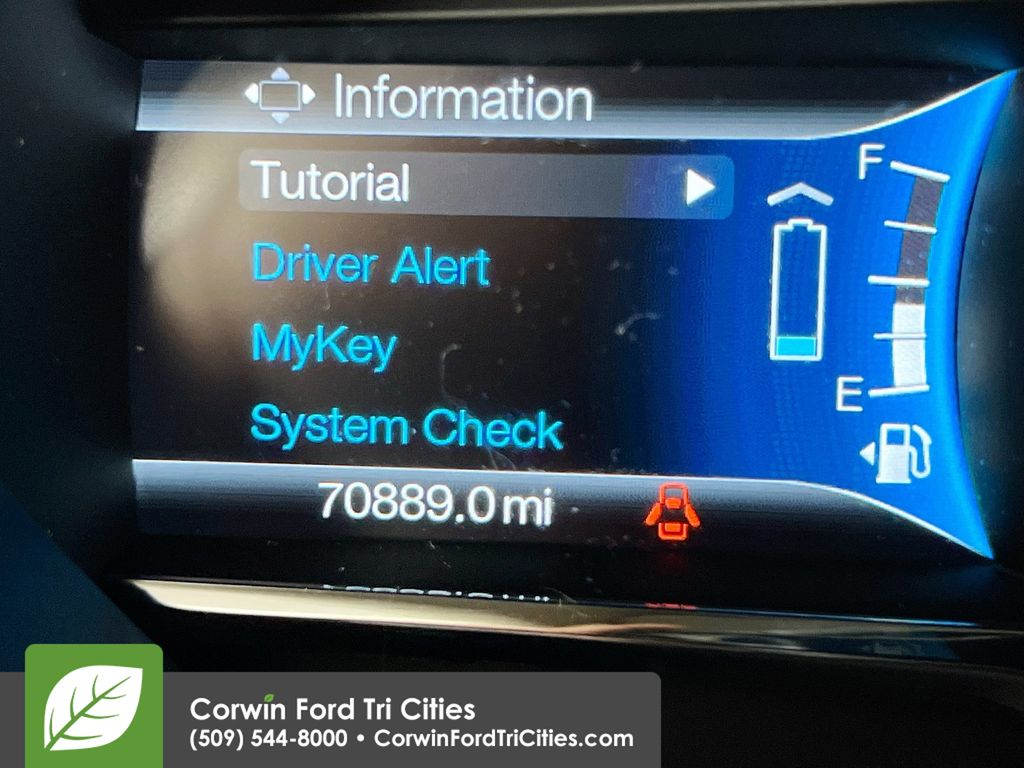 Information
Tutorial
Driver Alert
MyKey
System Check
F
E
70889.0 mi
Corwin Ford Tri Cities
(509) 544-8000 • CorwinFordTriCities.com